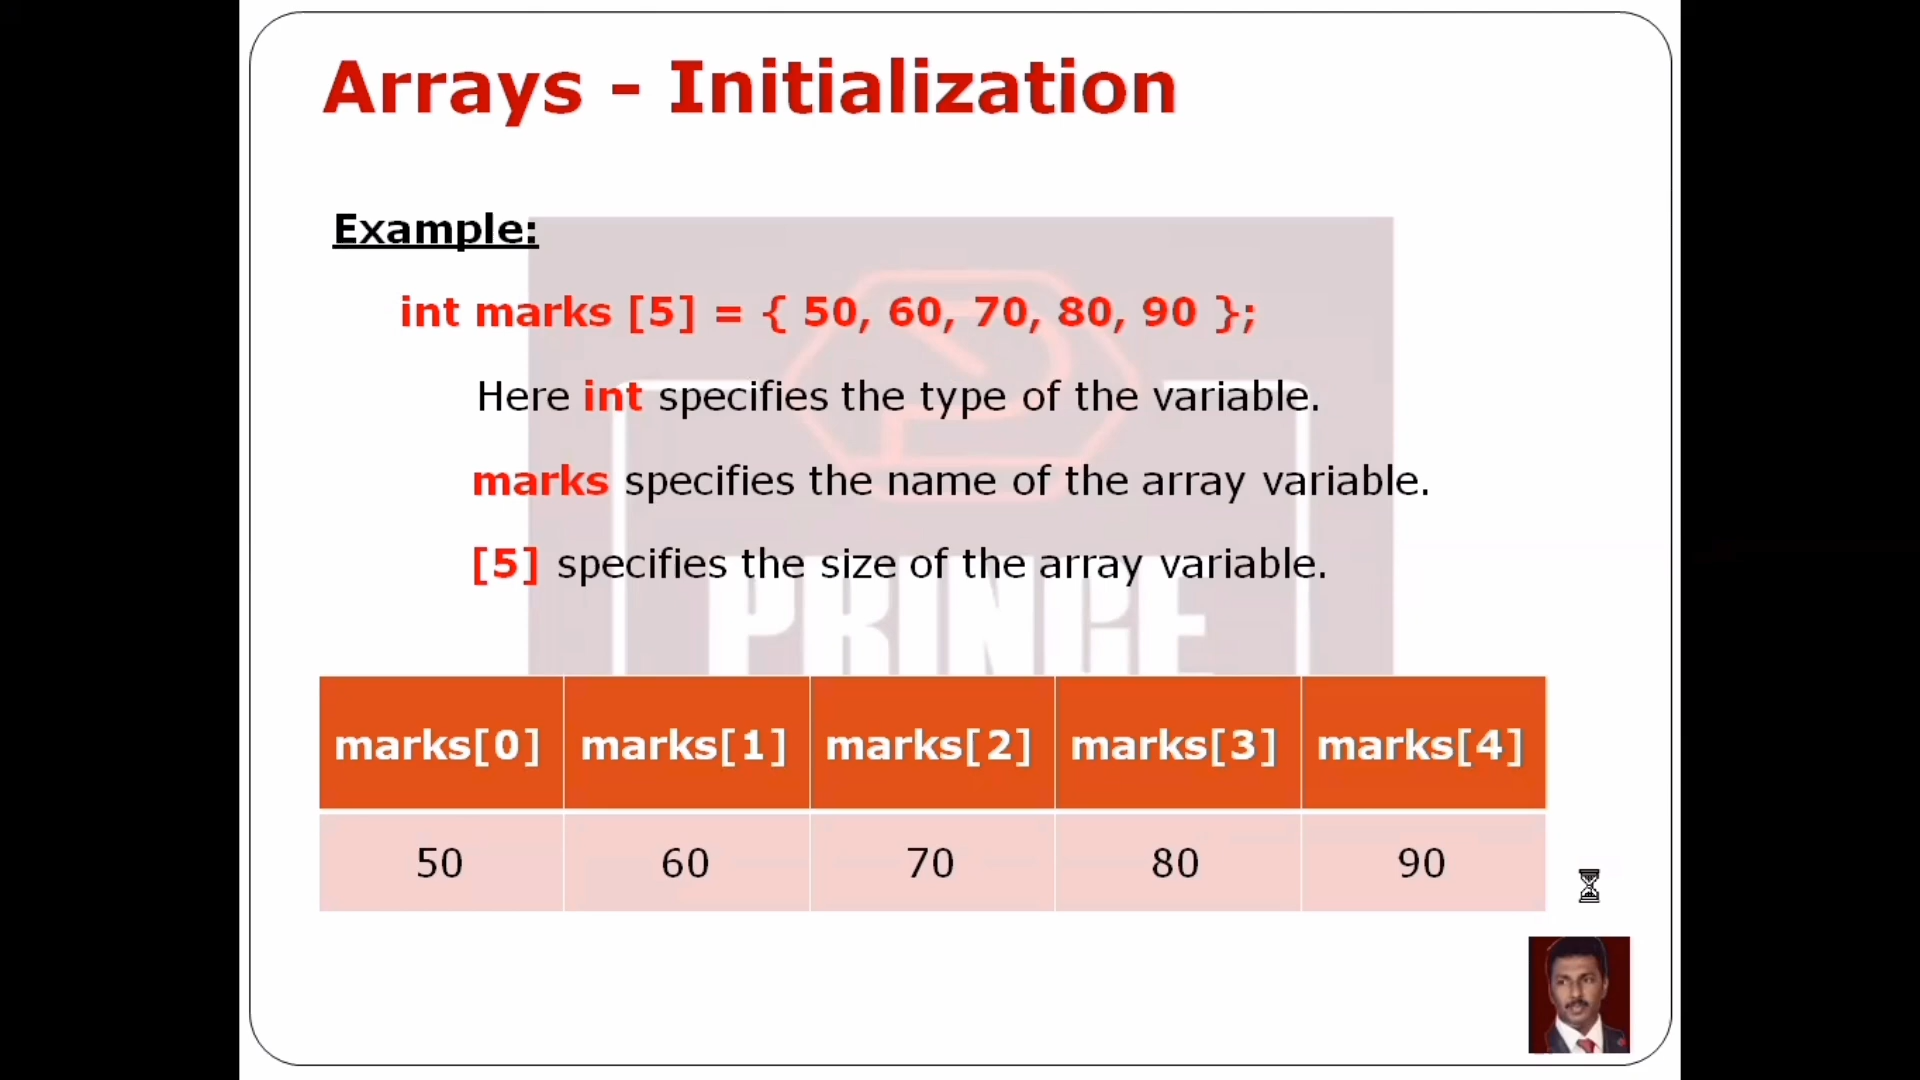 Arrays - Initialization
Example:
int marks [5] = { 50, 60, 70, 80, 90 };
Here int specifies the type of the variable.
marks specifies the name of the array variable.
[5] specifies the size of the array variable.
PRINCE
marks[0] marks[1] marks[2] marks[3] marks[4]
50 60 70 80 90